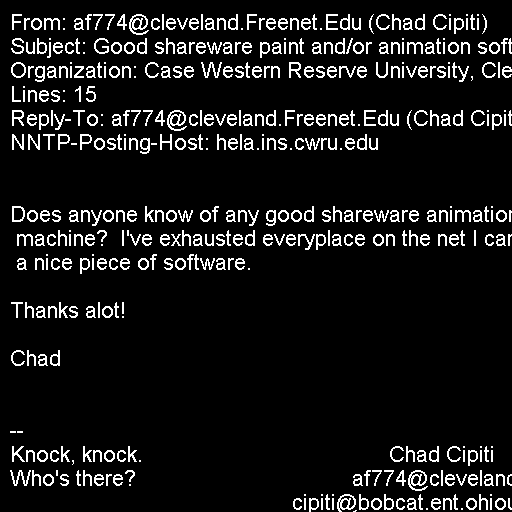 From: af774@cleveland.Freenet.Edu (Chad Cipiti)
Subject: Good shareware paint and/or animation soft
Organization: Case Western Reserve University, Cle
Lines: 15
Reply-To: af774@cleveland.Freenet.Edu (Chad Cipit
NNTP-Posting-Host: hela.ins.cwru.edu
Does anyone know of any good shareware animation
machine?  I've exhausted everyplace on the net I can
a nice piece of software.
Thanks alot!
Chad
--
Knock, knock. Chad Cipiti
Who's there? af774@cleveland
cipiti@bobcat.ent.ohiou